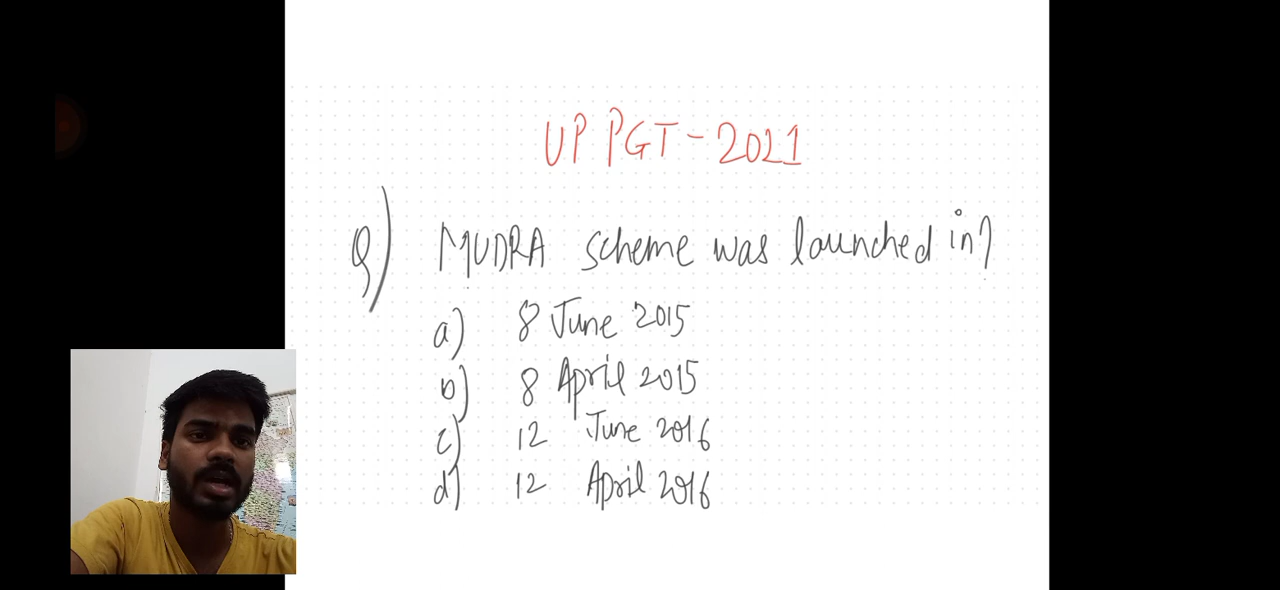 UP PGT-2021
Q) MUDRA scheme was launched in?
a) 8 June 2015
b) 8 April 2015
c) 12 June 2016
d) 12 April 2016